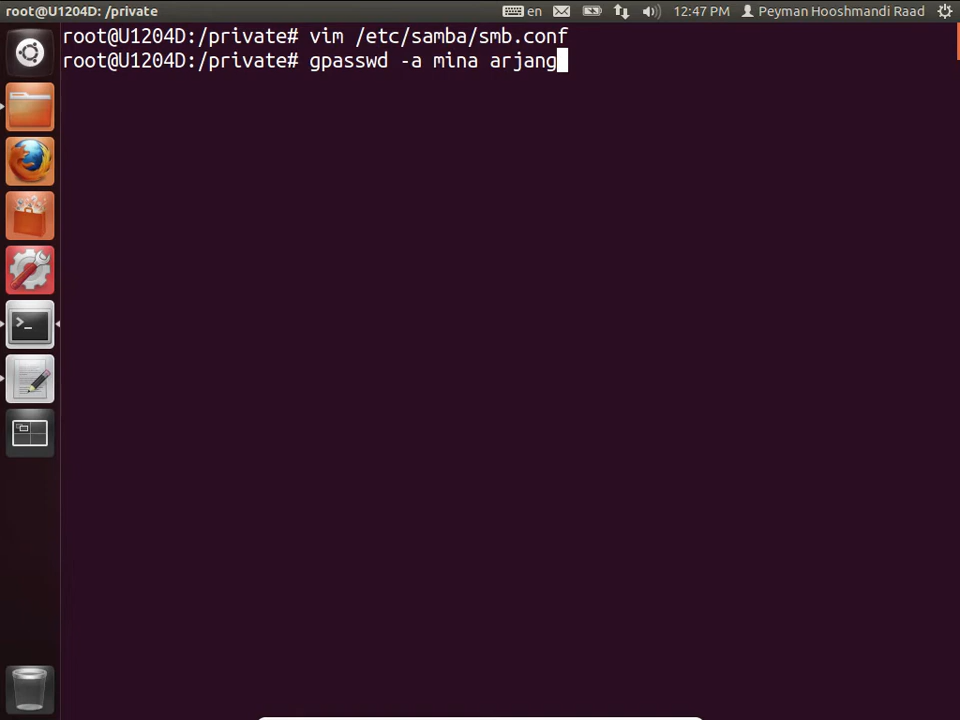 root@U1204D: /private
en
12:47 PM
Peyman Hooshmandi Raad
root@U1204D:/private# vim /etc/samba/smb.conf
root@U1204D:/private# gpasswd -a mina arjang